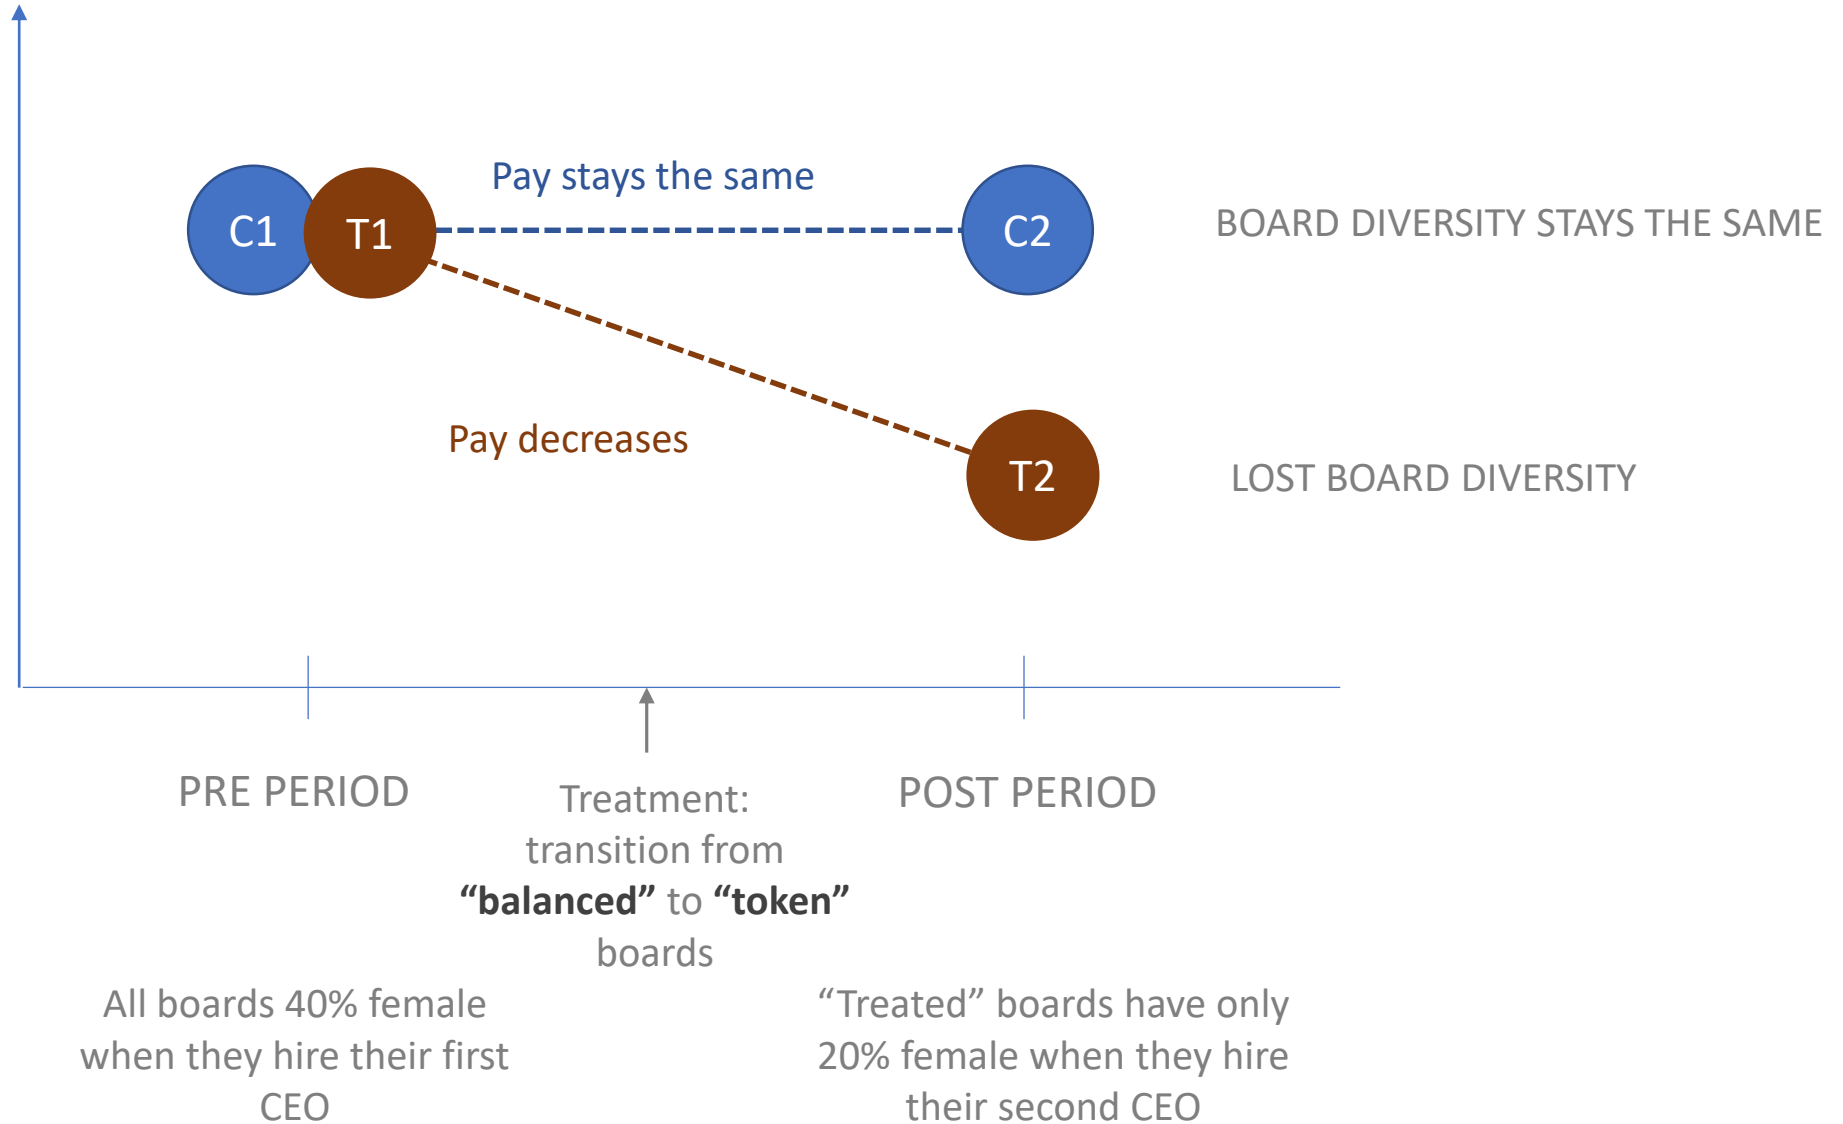 Pay stays the same
C1
T1
C2
BOARD DIVERSITY STAYS THE SAME
Pay decreases
T2
LOST BOARD DIVERSITY
PRE PERIOD
Treatment:
transition from
“balanced” to “token”
boards
POST PERIOD
All boards 40% female
when they hire their first
CEO
“Treated” boards have only
20% female when they hire
their second CEO